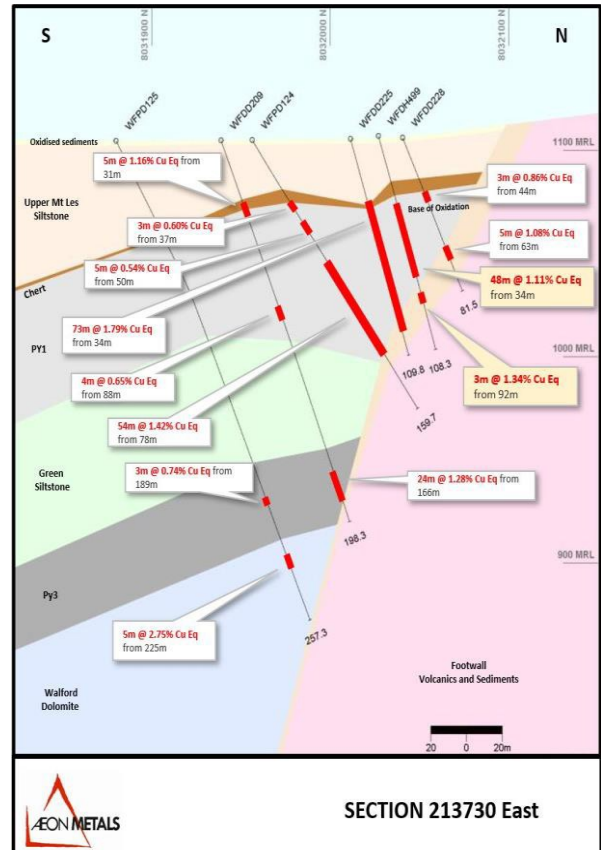 S
8031900 N
8032000 N
8032100 N
N
WFPD125
WFDD209
WFPD124
WFDD225
WFDH499
WFDD228
Oxidised sediments
1100 MRL
5m @ 1.16% Cu Eq from
31m
3m @ 0.86% Cu Eq
from 44m
Upper Mt Les
Siltstone
3m @ 0.60% Cu Eq
from 37m
Base of Oxidation
5m @ 1.08% Cu Eq
from 63m
5m @ 0.54% Cu Eq
from 50m
48m @ 1.11% Cu Eq
from 34m
Chert
81.5
73m @ 1.79% Cu Eq
from 34m
PY1
1000 MRL
109.8
108.3
4m @ 0.65% Cu Eq
from 88m
3m @ 1.34% Cu Eq
from 92m
159.7
54m @ 1.42% Cu Eq
from 78m
Green
Siltstone
3m @ 0.74% Cu Eq from
189m
24m @ 1.28% Cu Eq from
166m
198.3
900 MRL
Py3
5m @ 2.75% Cu Eq
from 225m
257.3
Walford
Dolomite
Footwall
Volcanics and Sediments
20 0 20m
AEON METALS
SECTION 213730 East